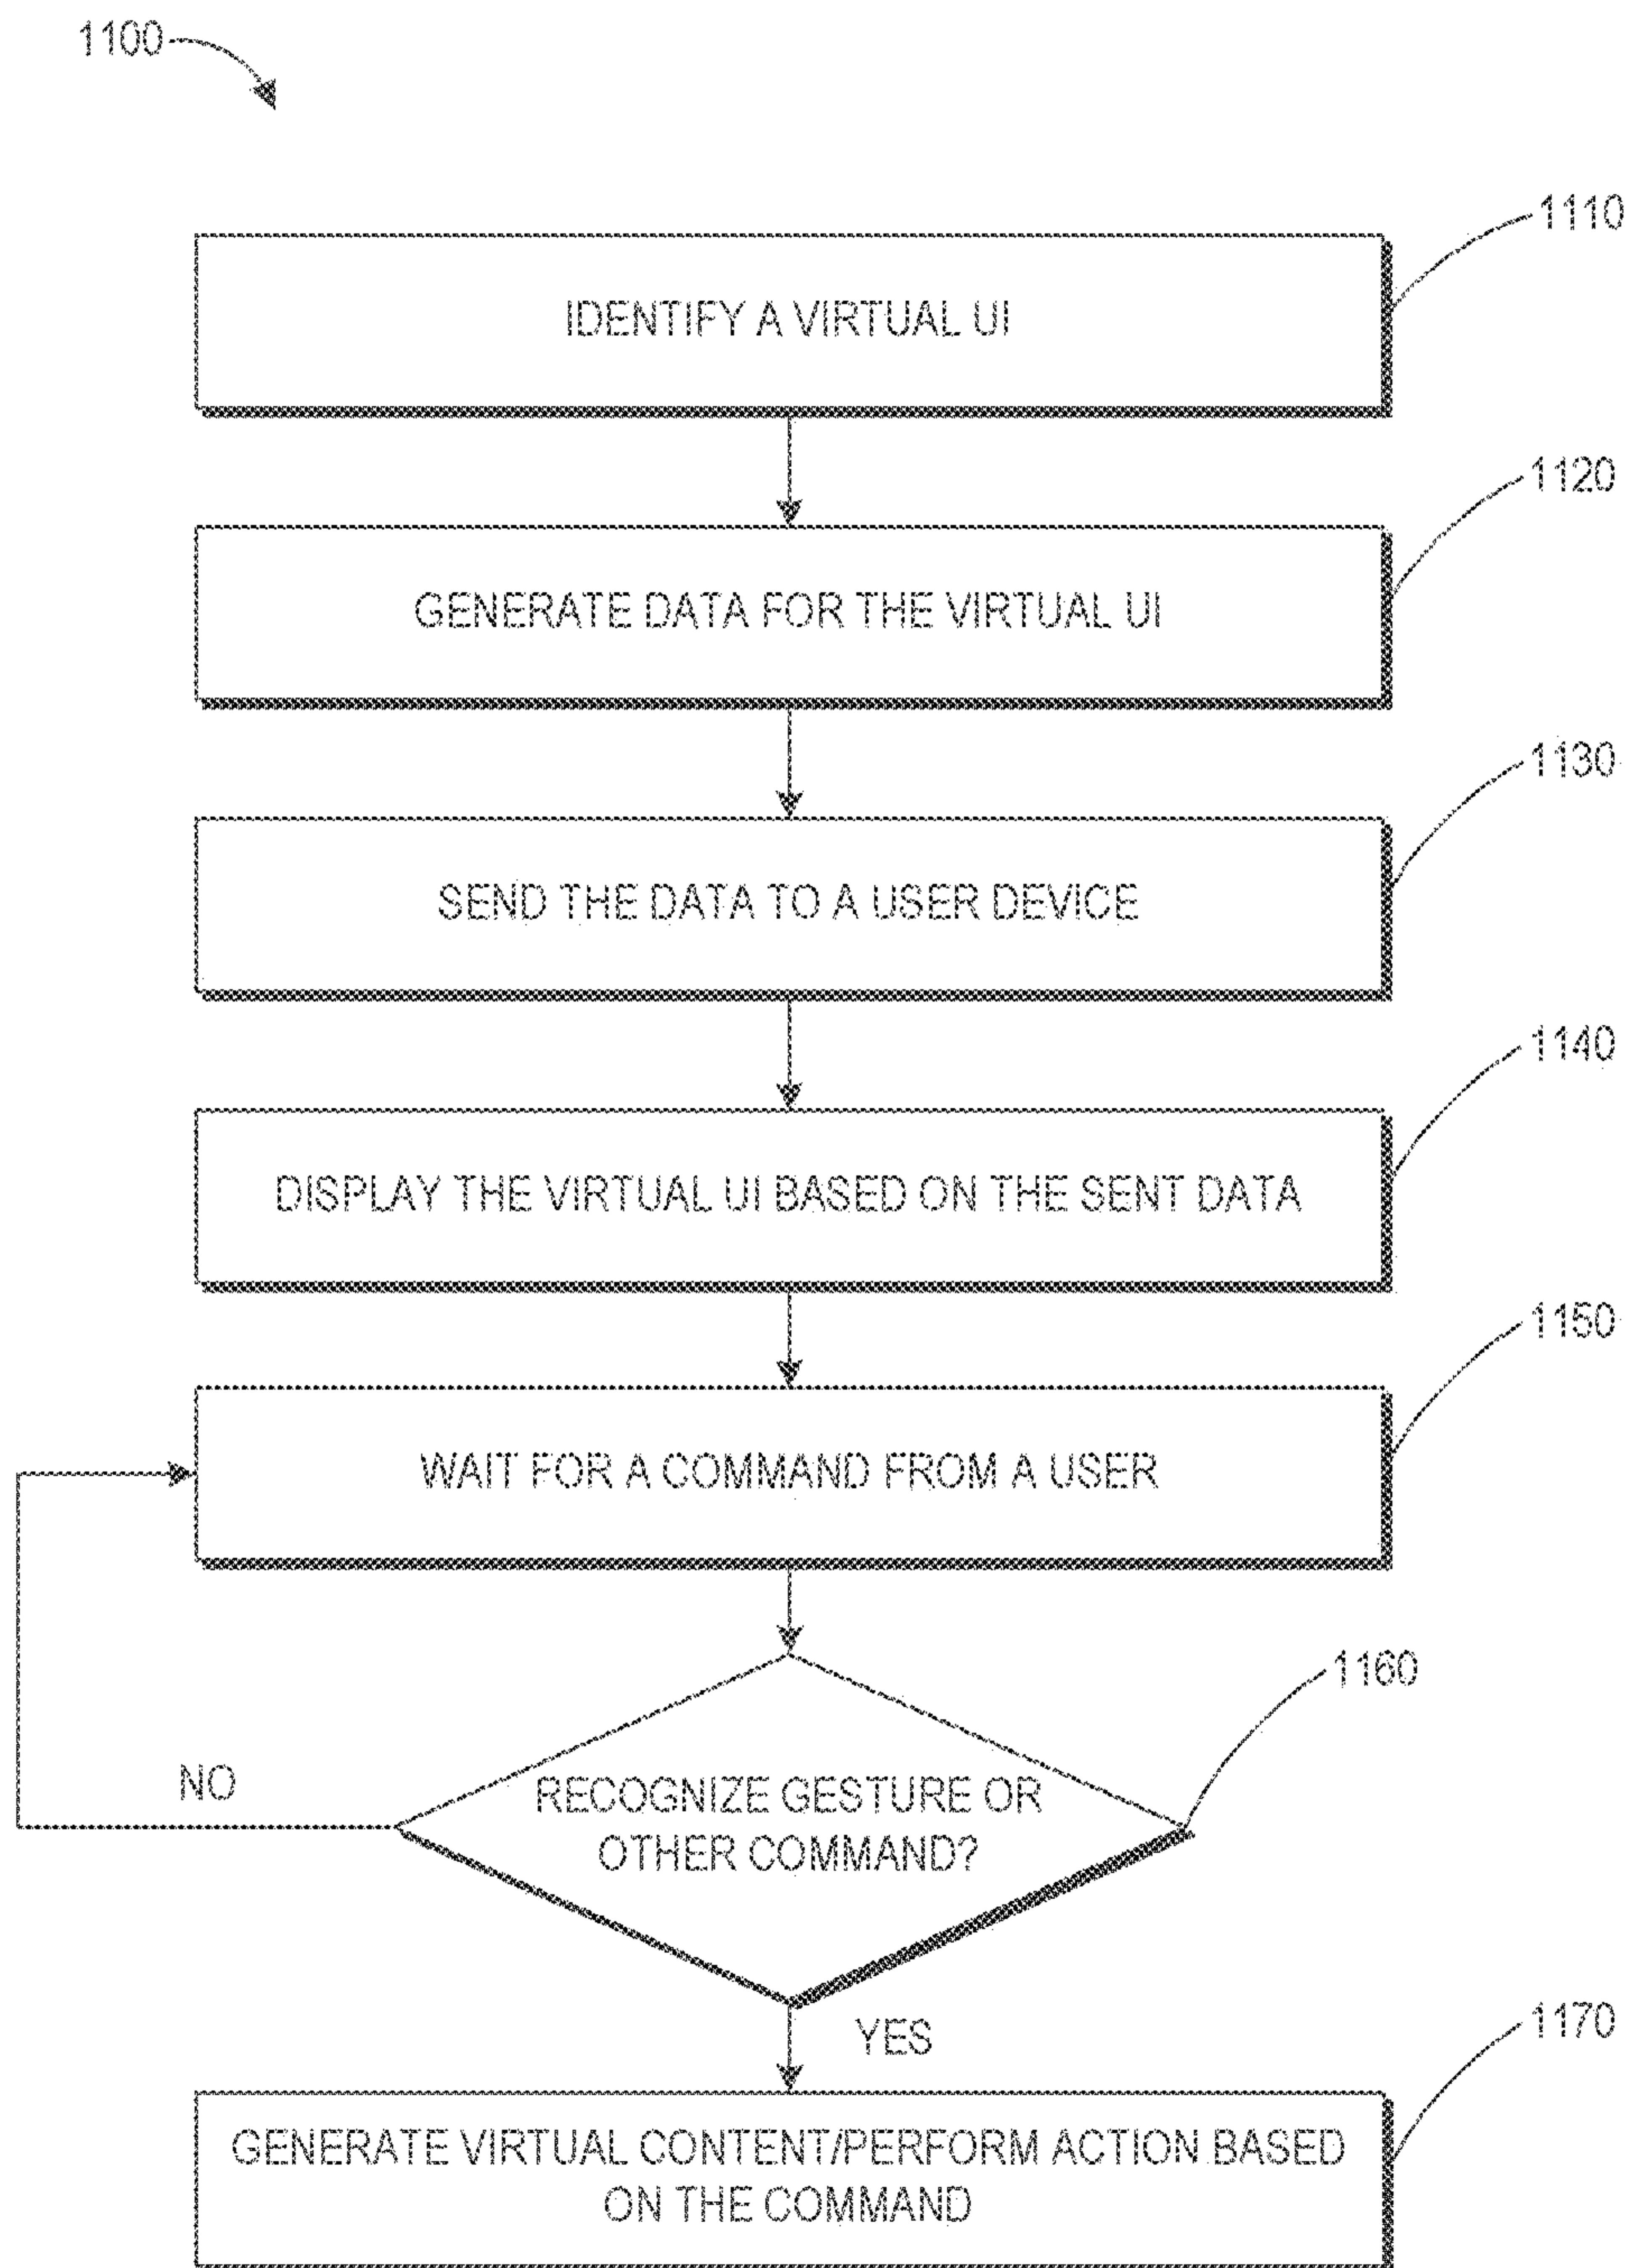 1100
1110
IDENTIFY A VIRTUAL UI
1120
GENERATE DATA FOR THE VIRTUAL UI
1130
SEND THE DATA TO A USER DEVICE
1140
DISPLAY THE VIRTUAL UI BASED ON THE SENT DATA
1150
WAIT FOR A COMMAND FROM A USER
1160
NO
RECOGNIZE GESTURE OR
OTHER COMMAND?
YES
1170
GENERATE VIRTUAL CONTENT/PERFORM ACTION BASED
ON THE COMMAND